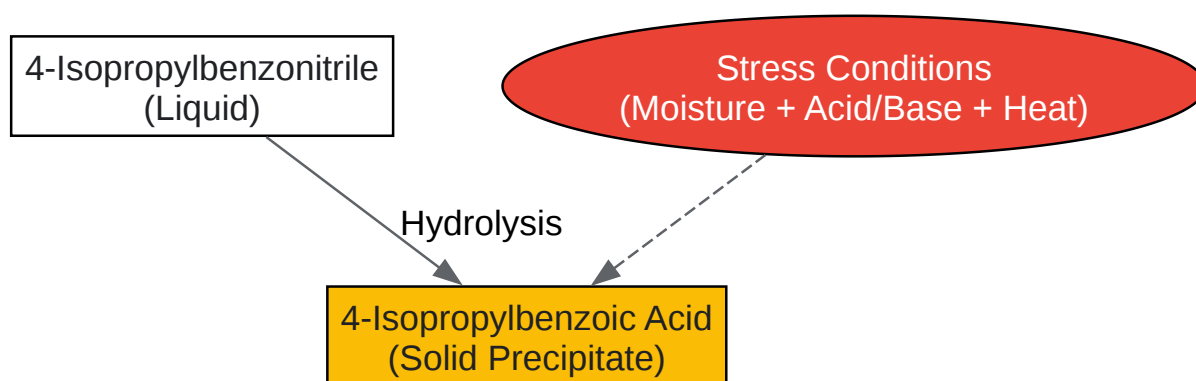 4-Isopropylbenzonitrile
(Liquid)
Stress Conditions
(Moisture + Acid/Base + Heat)
Hydrolysis
4-Isopropylbenzoic Acid
(Solid Precipitate)